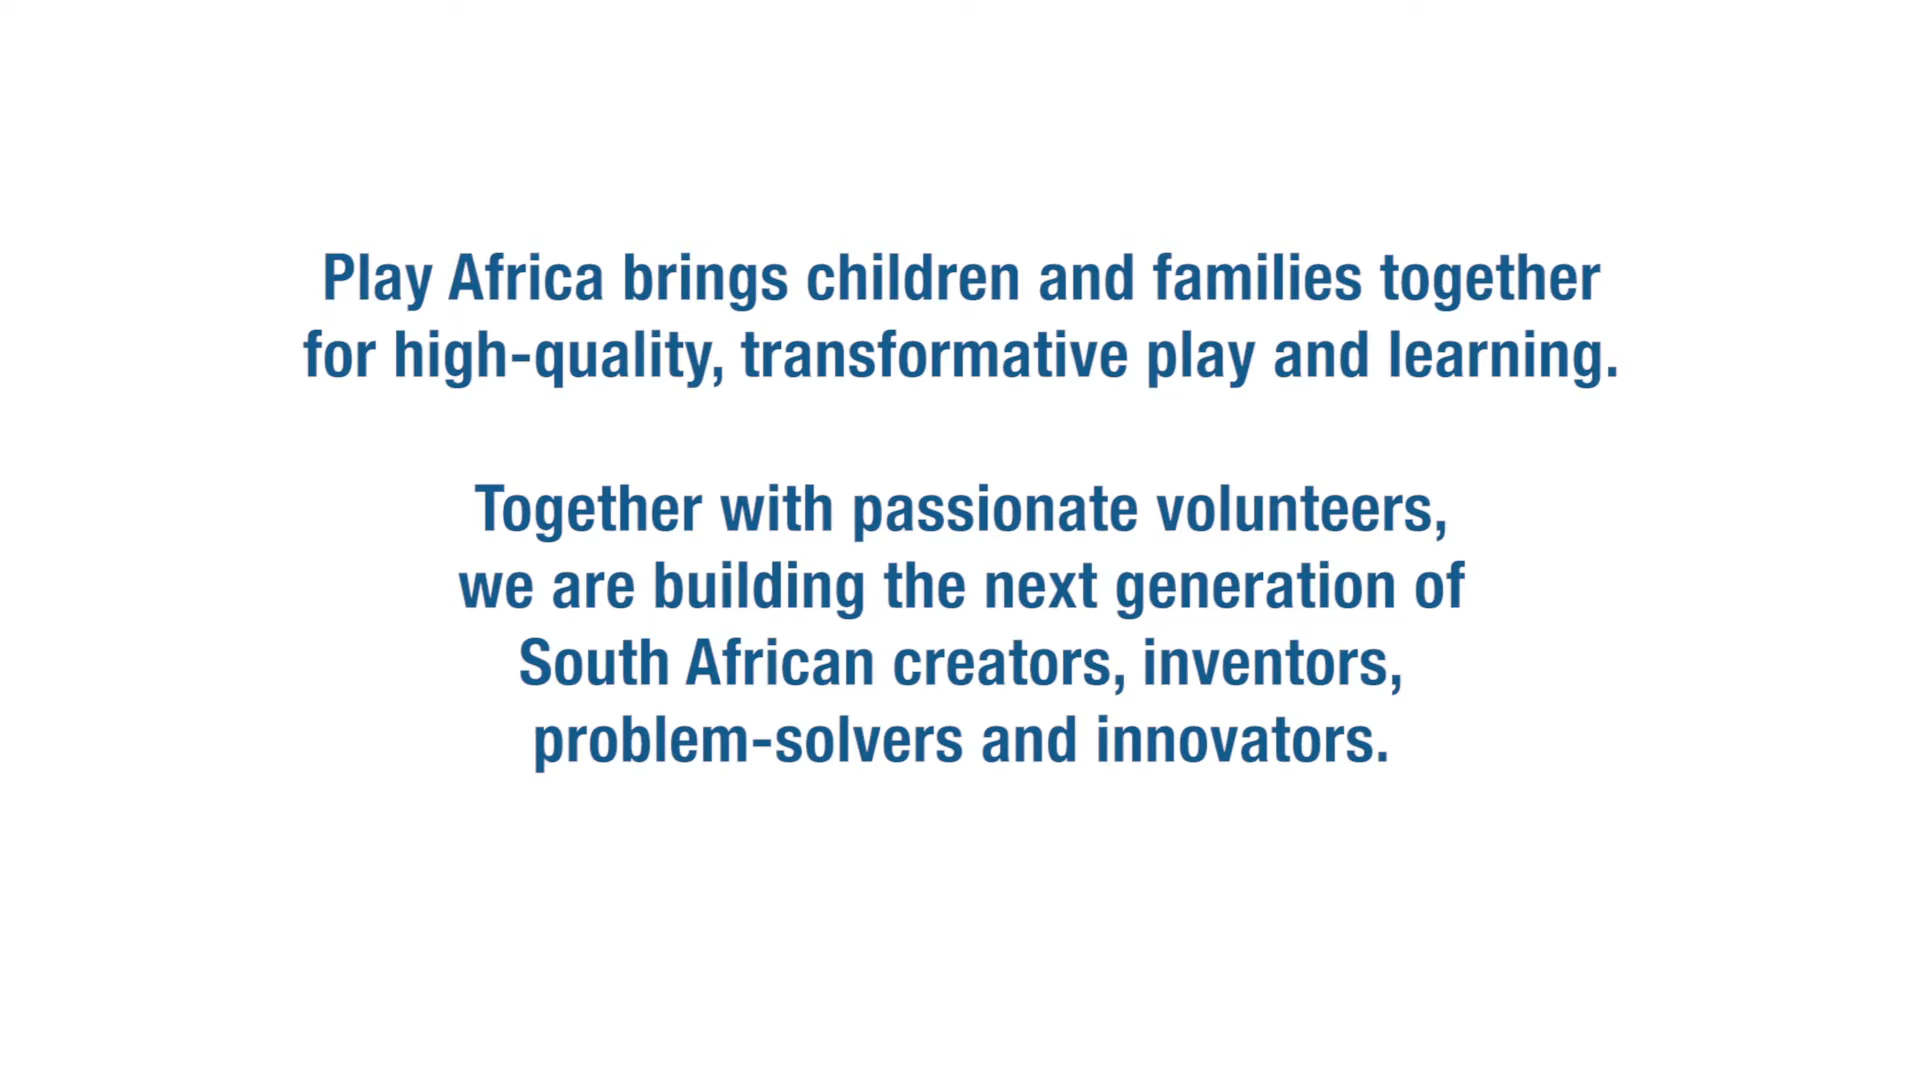 Play Africa brings children and families together
for high-quality, transformative play and learning.
Together with passionate volunteers,
we are building the next generation of
South African creators, inventors,
problem-solvers and innovators.